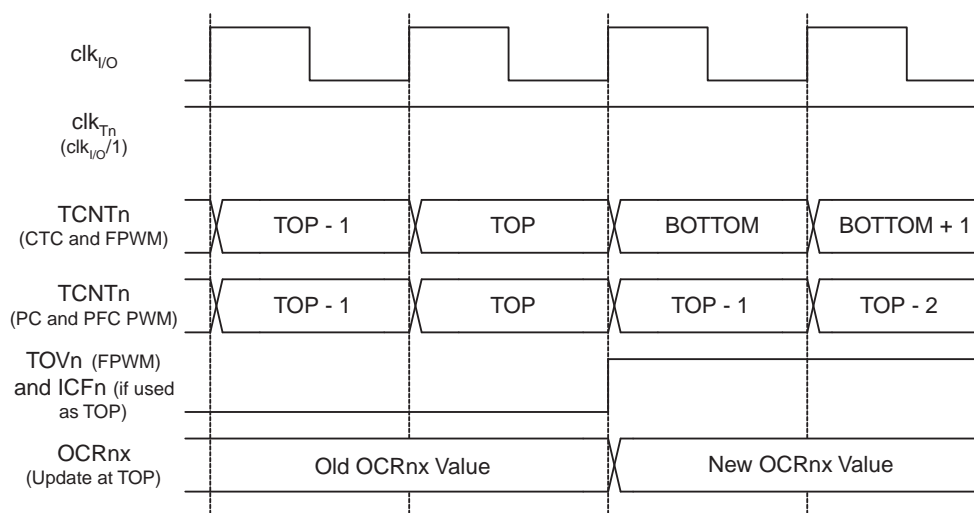 clkI/O
clkTn
(clkI/O/1)
TCNTn
(CTC and FPWM)
TOP - 1
TOP
BOTTOM
BOTTOM + 1
TCNTn
(PC and PFC PWM)
TOP - 1
TOP
TOP - 1
TOP - 2
TOVn (FPWM)
and ICFn (if used
as TOP)
OCRnx
(Update at TOP)
Old OCRnx Value
New OCRnx Value